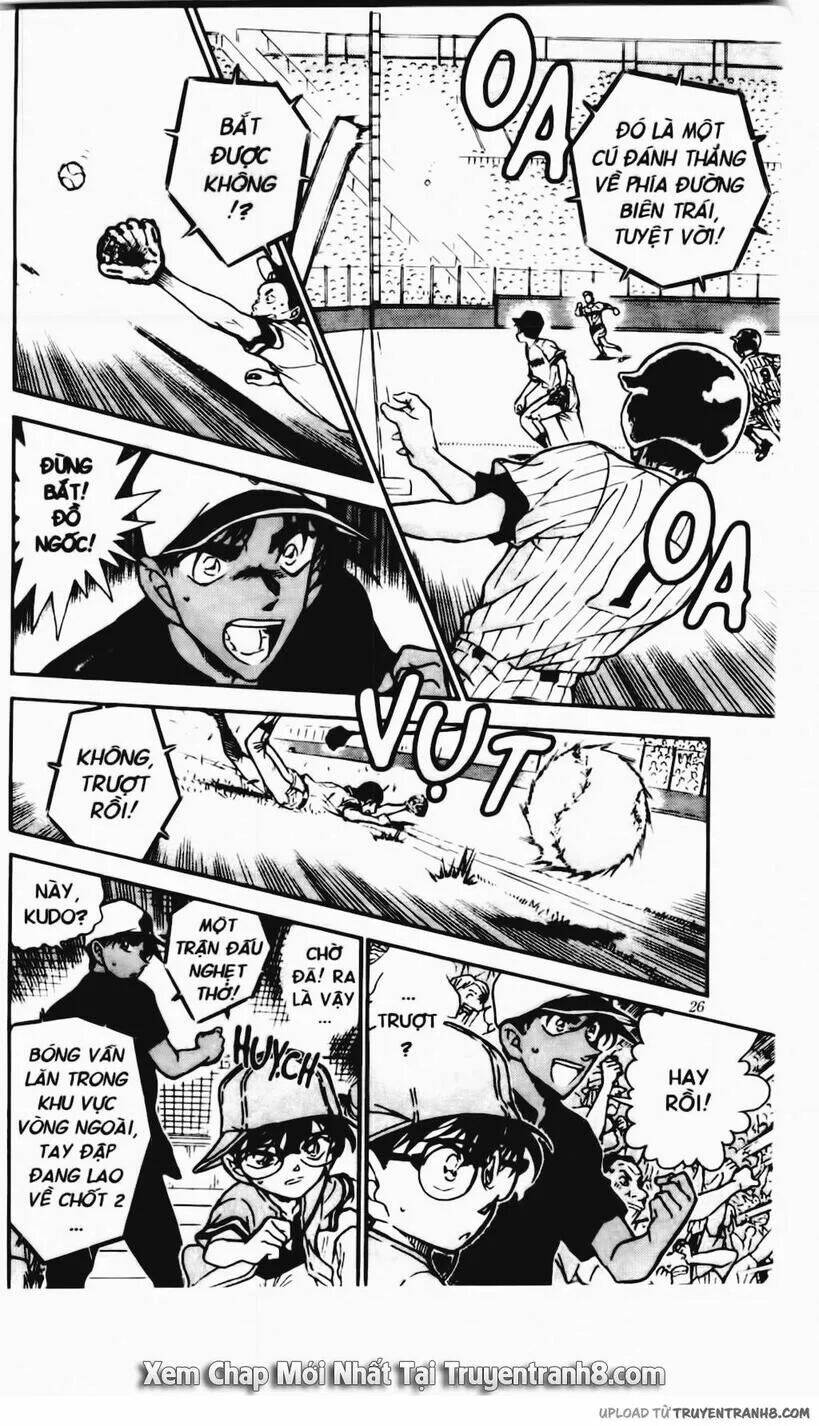 OA
ĐÓ LÀ MỘT
CÚ ĐÁNH THẲNG
VỀ PHÍA ĐƯỜNG
BIÊN TRÁI,
TUYỆT VỜI!
OA
BẮT
ĐƯỢC
KHÔNG
!?
ĐỪNG
BẮT!
ĐỒ
NGỐC!
VỤT
KHÔNG,
TRƯỢT
RỒI!
26
HAY
RỒI!
...
TRƯỢT
?
CHỜ
ĐÃ! RA
LÀ VẬY
...
HUỴCH
MỘT
TRẬN ĐẤU
NGHẸT
THỞ!
NÀY,
KUDO?
BÓNG VẪN
LĂN TRONG
KHU VỰC
VÒNG NGOÀI,
TAY ĐẬP
ĐANG LAO
VỀ CHỐT 2
...
Xem Chap Mới Nhất Tại Truyentranh8.com
UPLOAD TỪ TRUYENTRANH8.COM